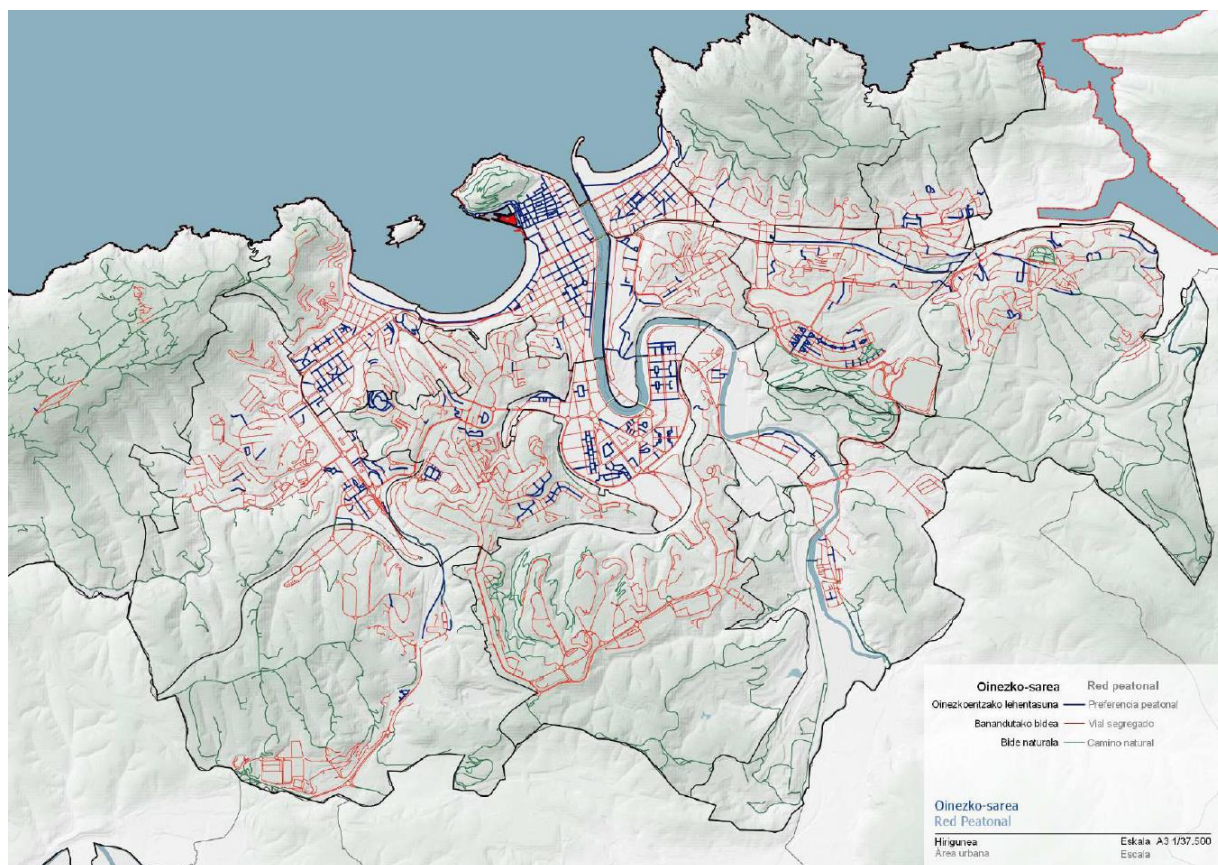 Oinezko-sarea Red peatonal
Oinezkoentzako lehentasuna Preferencia peatonal
Banandutako bidea Vial segregado
Bide naturala Camino natural
Oinezko-sarea
Red Peatonal
Hirigunea Eskala A3 1/37.500
Área urbana Escala